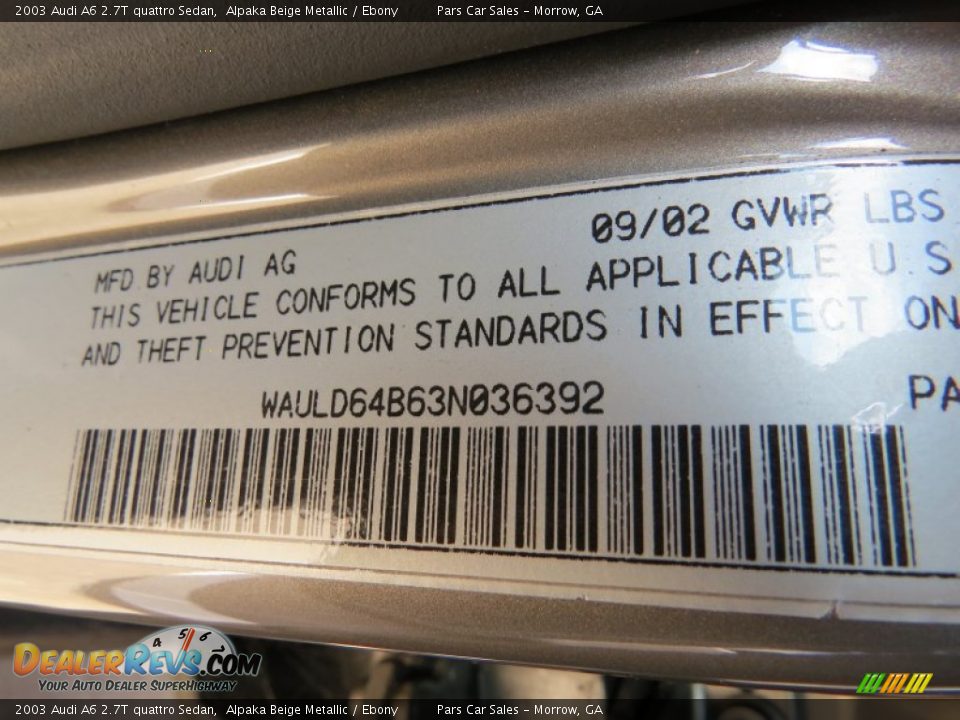 2003 Audi A6 2.7T quattro Sedan, Alpaka Beige Metallic / Ebony Pars Car Sales - Morrow, GA
09/02 GVWR LBS
MFD BY AUDI AG
THIS VEHICLE CONFORMS TO ALL APPLICABLE U.S
AND THEFT PREVENTION STANDARDS IN EFFECT ON
WAULD64B63N036392 PA
4 5 6
DEALERREVS.COM
YOUR AUTO DEALER SUPERHIGHWAY
2003 Audi A6 2.7T quattro Sedan, Alpaka Beige Metallic / Ebony Pars Car Sales - Morrow, GA